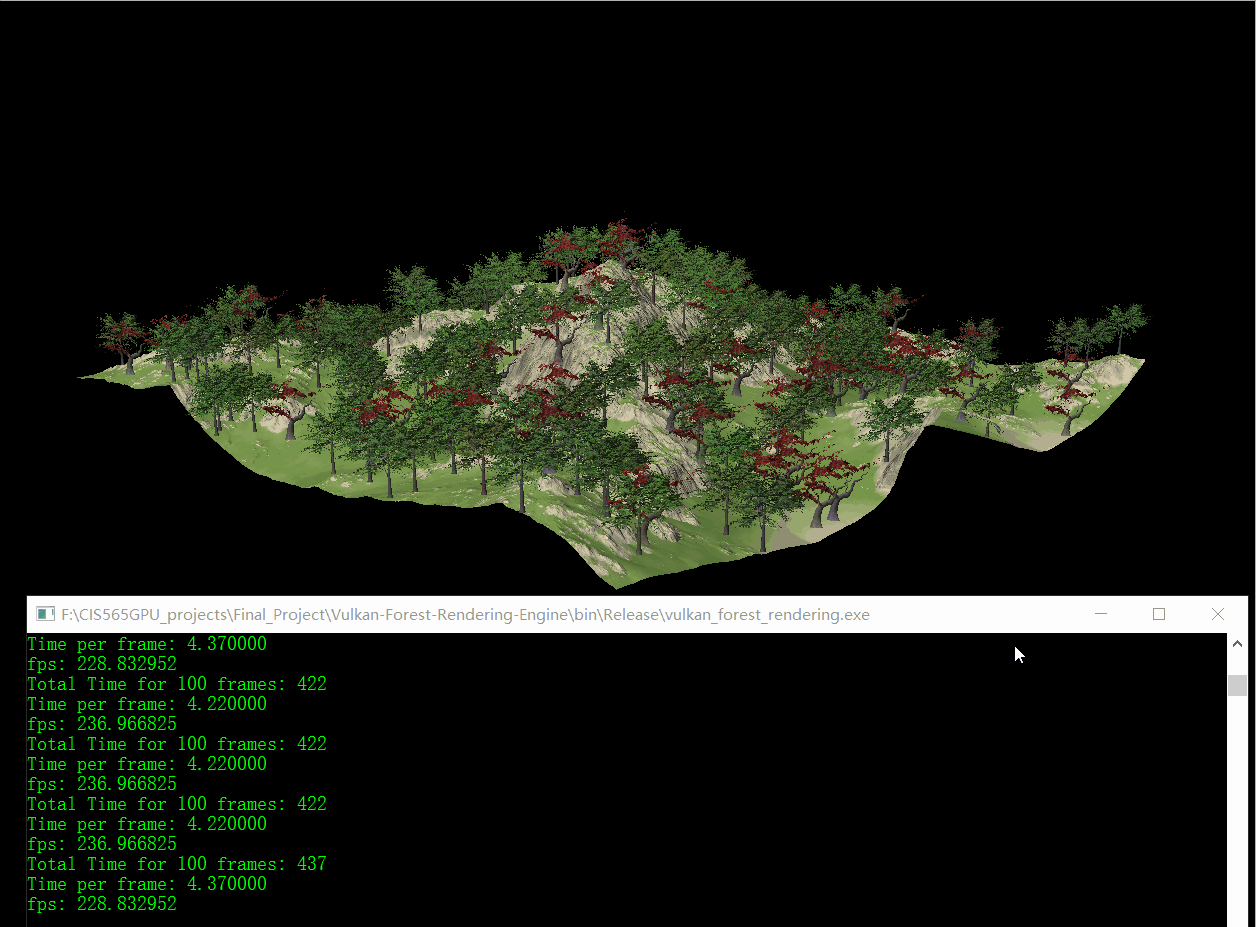 F:\CIS565GPU_projects\Final_Project\Vulkan-Forest-Rendering-Engine\bin\Release\vulkan_forest_rendering.exe
Time per frame: 4.370000
fps: 228.832952
Total Time for 100 frames: 422
Time per frame: 4.220000
fps: 236.966825
Total Time for 100 frames: 422
Time per frame: 4.220000
fps: 236.966825
Total Time for 100 frames: 422
Time per frame: 4.220000
fps: 236.966825
Total Time for 100 frames: 437
Time per frame: 4.370000
fps: 228.832952